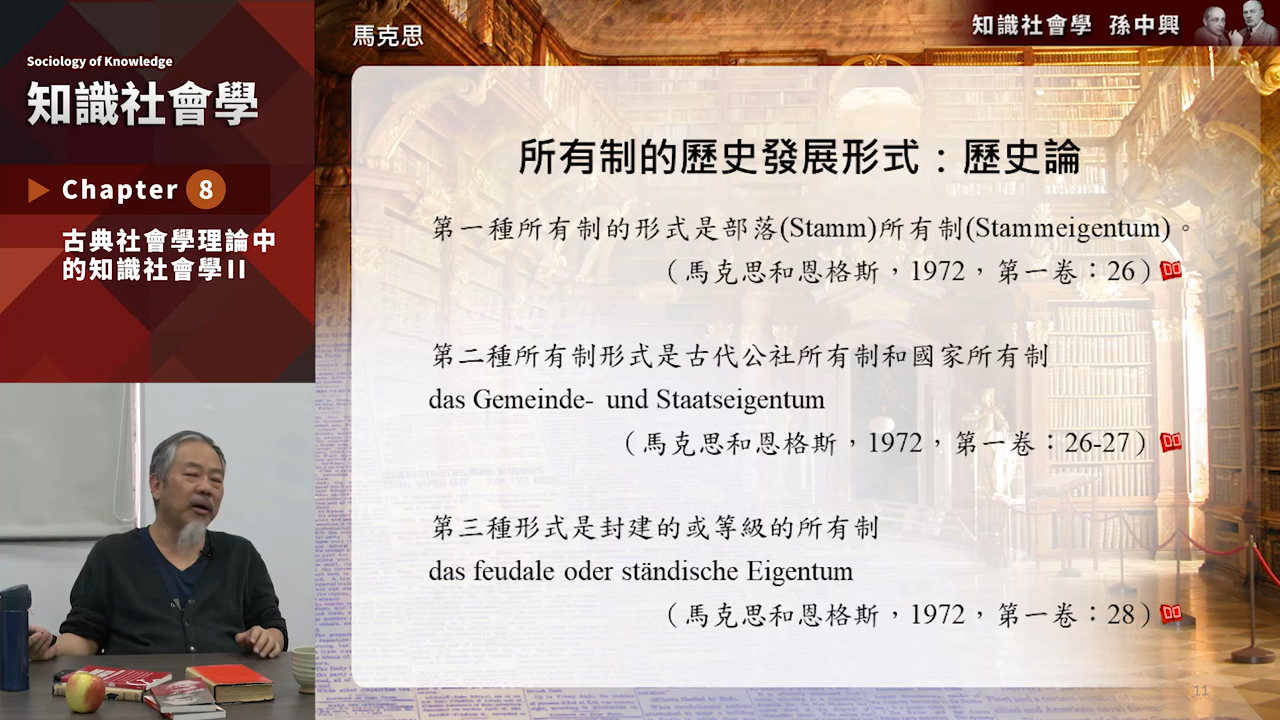 Sociology of Knowledge
知識社會學
Chapter 8
古典社會學理論中
的知識社會學II
馬克思
知識社會學 孫中興
所有制的歷史發展形式：歷史論
第一種所有制的形式是部落(Stamm)所有制(Stammeigentum)。
（馬克思和恩格斯，1972，第一卷：26）
第二種所有制形式是古代公社所有制和國家所有制
das Gemeinde- und Staatseigentum
（馬克思和恩格斯，1972，第一卷：26-27）
第三種形式是封建的或等級的所有制
das feudale oder ständische Eigentum
（馬克思和恩格斯，1972，第一卷：28）
11